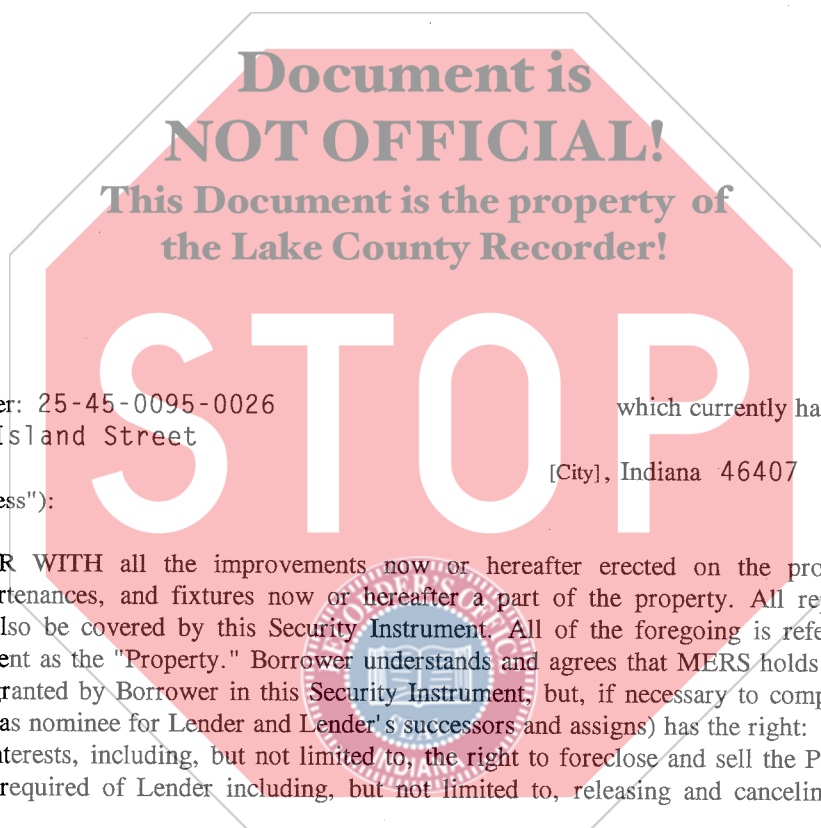 Document is
NOT OFFICIAL!
This Document is the property of
the Lake County Recorder!
STOP
er: 25-45-0095-0026 which currently ha
Island Street
[City], Indiana 46407
ess"):
R WITH all the improvements now or hereafter erected on the pro
rtenances, and fixtures now or hereafter a part of the property. All re
lso be covered by this Security Instrument. All of the foregoing is refe
ent as the "Property." Borrower understands and agrees that MERS holds
granted by Borrower in this Security Instrument, but, if necessary to comp
as nominee for Lender and Lender's successors and assigns) has the right:
nterests, including, but not limited to, the right to foreclose and sell the P
required of Lender including, but not limited to, releasing and cancelin
RECORDER'S OFFICE
INDIANA